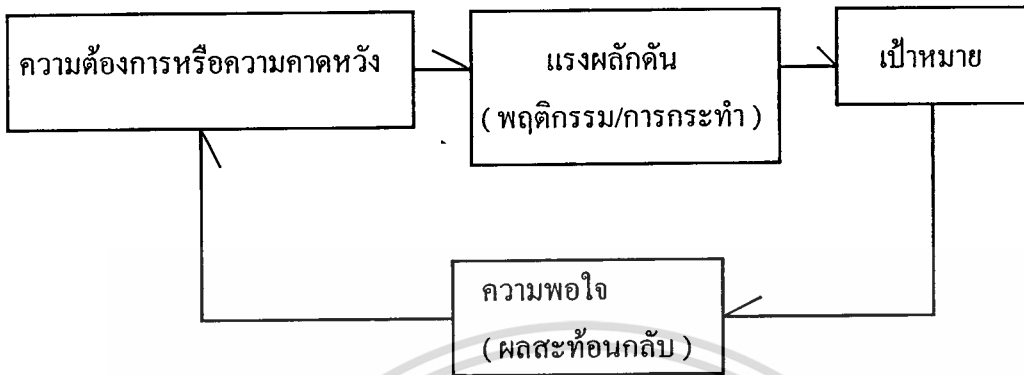 ความต้องการหรือความคาดหวัง
แรงผลักดัน
( พฤติกรรม/การกระทำ )
เป้าหมาย
ความพอใจ
( ผลสะท้อนกลับ )